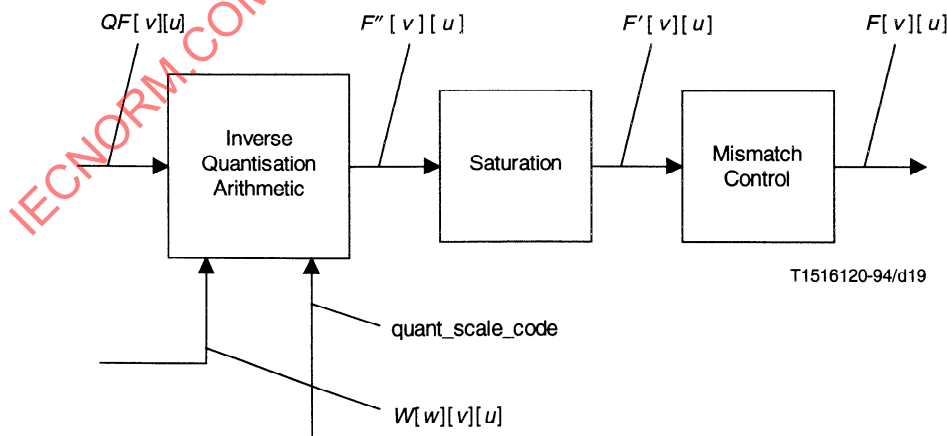 IECNORM.COM
QF[v][u]
F″[v][u]
F′[v][u]
F[v][u]
Inverse
Quantisation
Arithmetic
Saturation
Mismatch
Control
T1516120-94/d19
quant_scale_code
W[w][v][u]